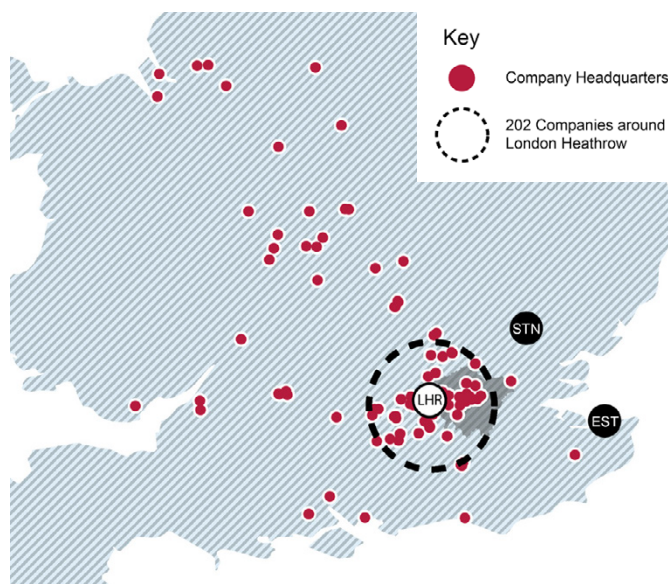 Key
Company Headquarters
202 Companies around
London Heathrow
STN
LHR
EST